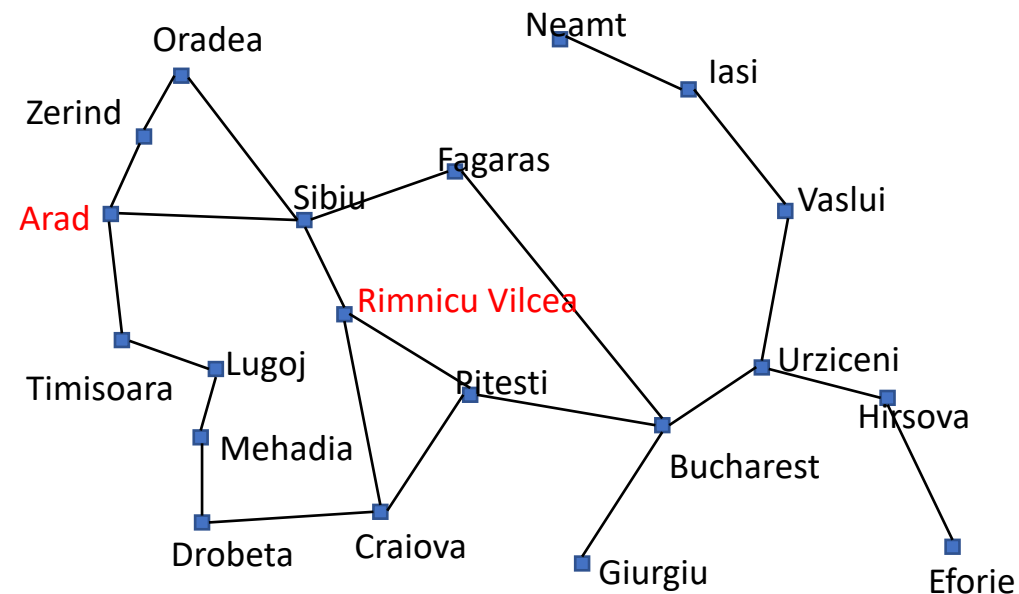 Neamt
Oradea
Iasi
Zerind
Fagaras
Sibiu
Vaslui
Arad
Rimnicu Vilcea
Urziceni
Lugoj
Timisoara
Pitesti
Hirsova
Mehadia
Bucharest
Drobeta
Craiova
Giurgiu
Eforie